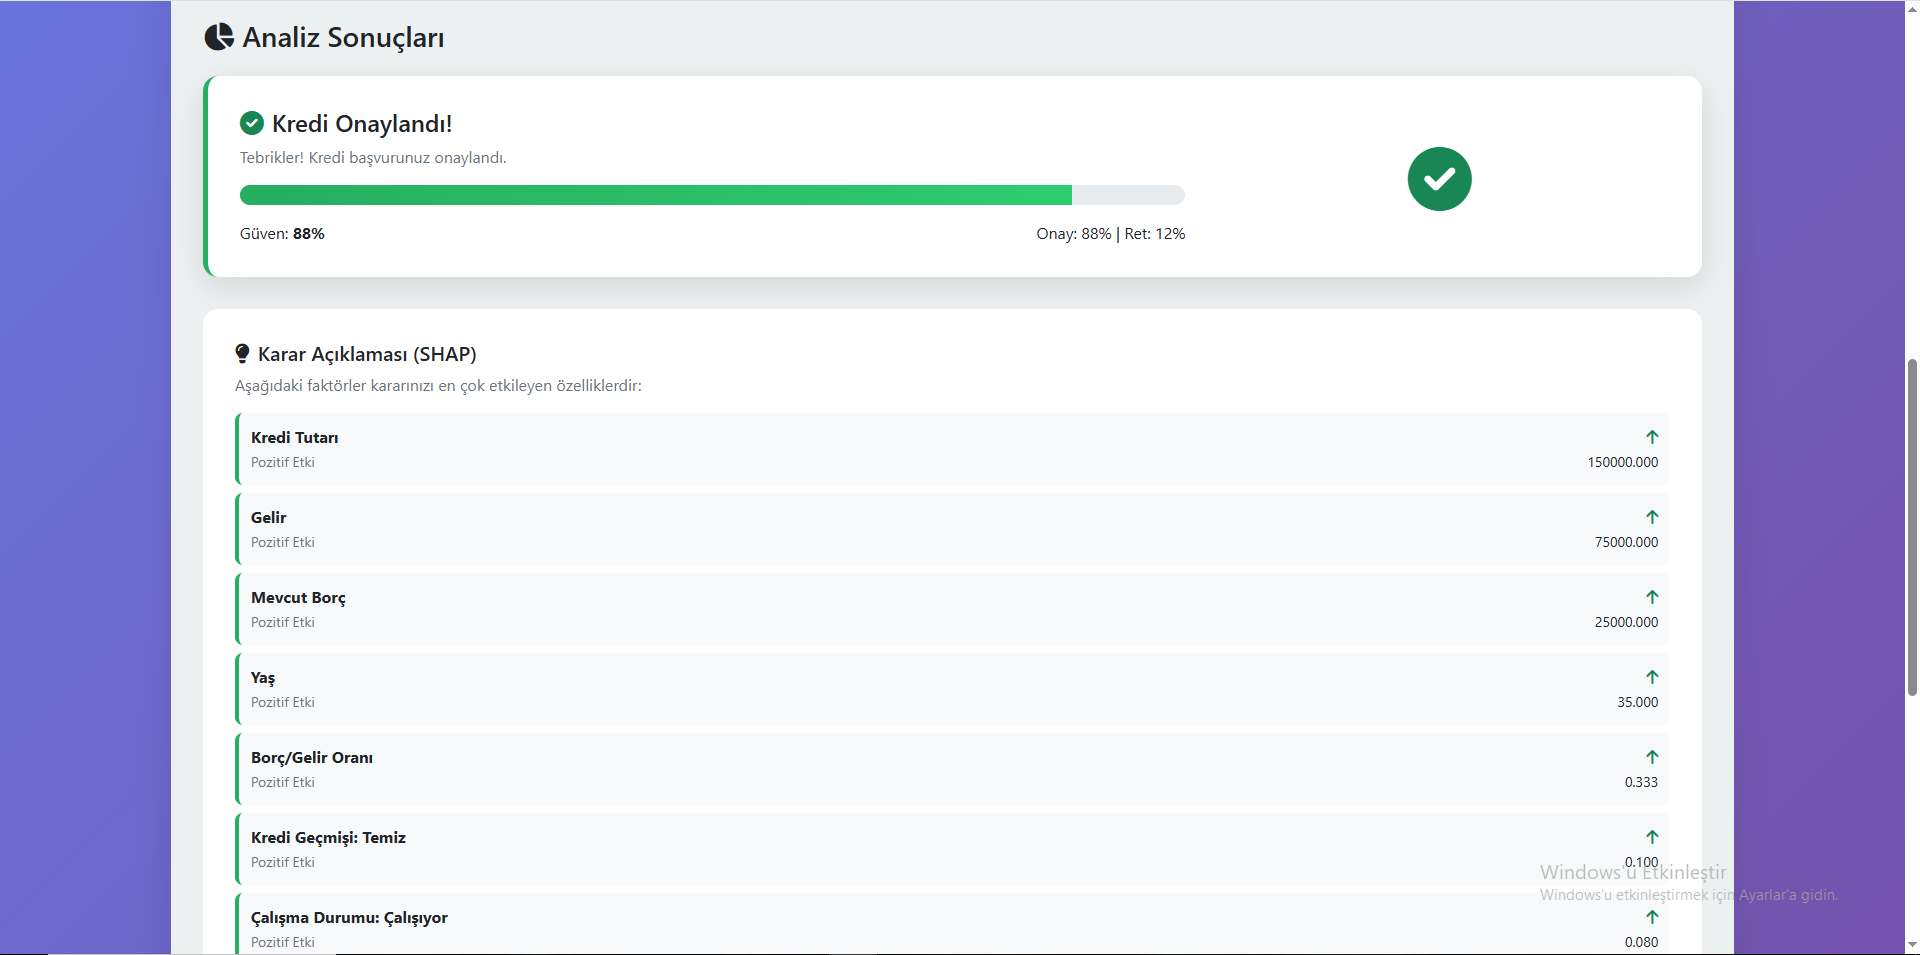 Analiz Sonuçları
Kredi Onaylandı!
Tebrikler! Kredi başvurunuz onaylandı.
Güven: 88%
Onay: 88% | Ret: 12%
Karar Açıklaması (SHAP)
Aşağıdaki faktörler kararınızı en çok etkileyen özelliklerdir:
Kredi Tutarı
Pozitif Etki
150000.000
Gelir
Pozitif Etki
75000.000
Mevcut Borç
Pozitif Etki
25000.000
Yaş
Pozitif Etki
35.000
Borç/Gelir Oranı
Pozitif Etki
0.333
Kredi Geçmişi: Temiz
Pozitif Etki
0.100
Çalışma Durumu: Çalışıyor
Pozitif Etki
0.080
Windows'u Etkinleştir
Windows'u etkinleştirmek için Ayarlar'a gidin.